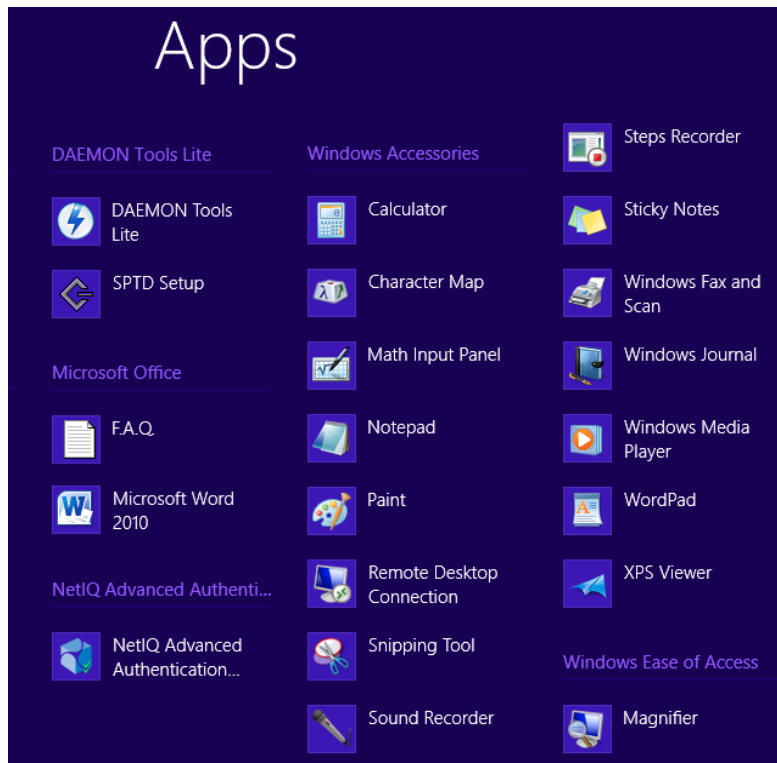 Apps
DAEMON Tools Lite
DAEMON Tools
Lite
SPTD Setup
Microsoft Office
F.A.Q.
Microsoft Word
2010
NetIQ Advanced Authenti...
NetIQ Advanced
Authentication...
Windows Accessories
Calculator
Character Map
Math Input Panel
Notepad
Paint
Remote Desktop
Connection
Snipping Tool
Sound Recorder
Steps Recorder
Sticky Notes
Windows Fax and
Scan
Windows Journal
Windows Media
Player
WordPad
XPS Viewer
Windows Ease of Access
Magnifier